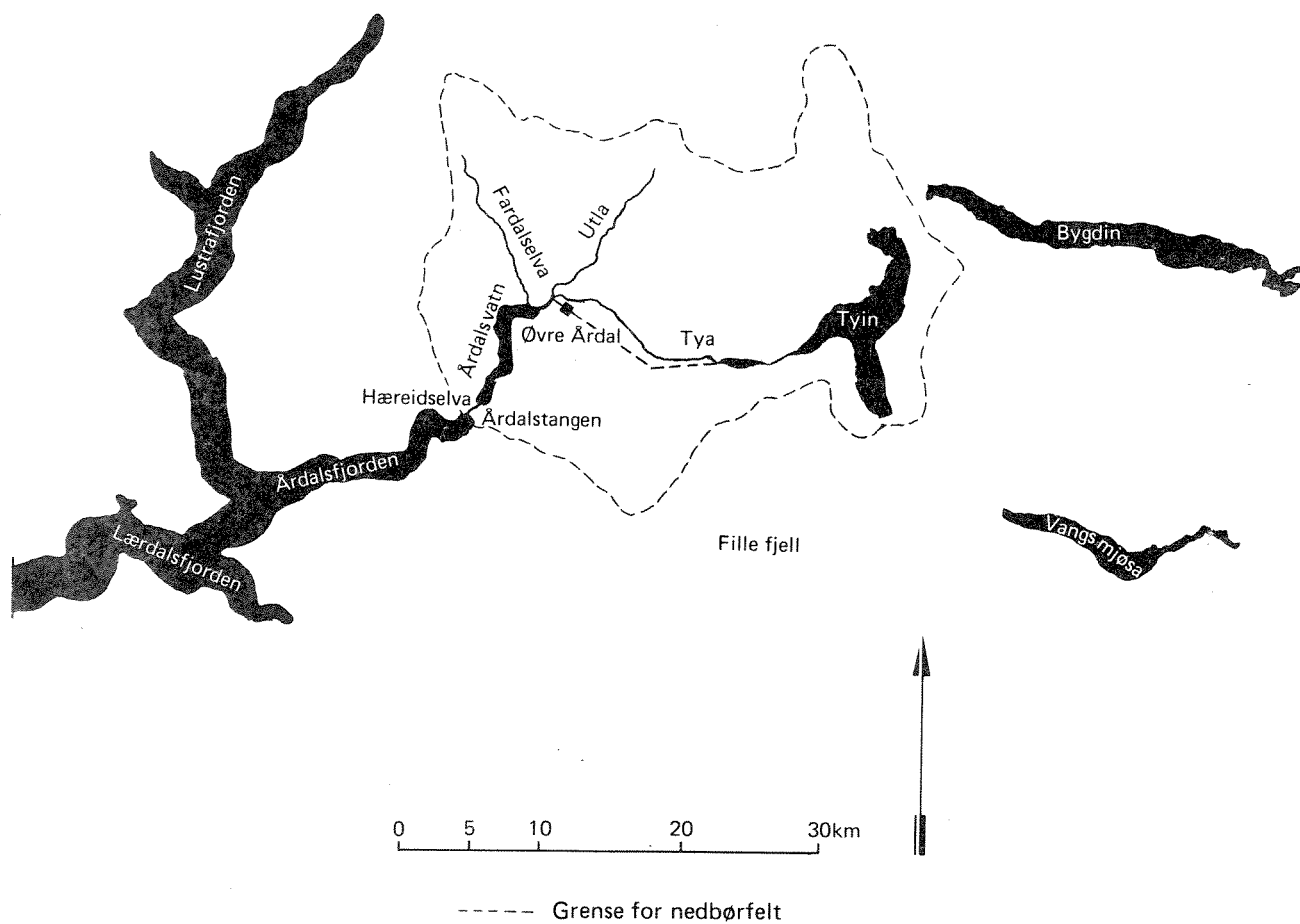 Lustrafjorden
Fardalselva
Utla
Bygdin
Årdalsvatn
Tyin
Øvre Årdal
Tya
Hæreidselva
Årdalstangen
Årdalsfjorden
Lærdalsfjorden
Fille fjell
Vangsmjøsa
0 5 10 20 30km
Grense for nedbørfelt